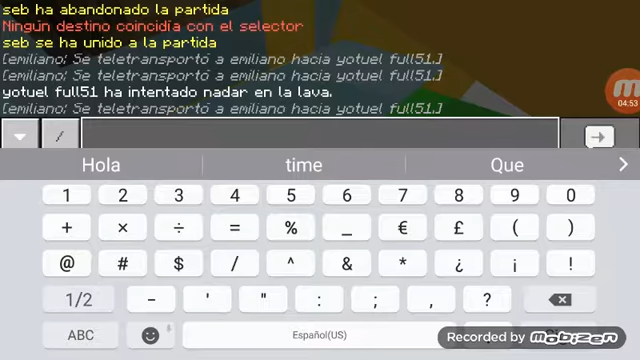 seb ha abandonado la partida
Ningún destino coincidía con el selector
seb se ha unido a la partida
[emiliano: Se teletransportó a emiliano hacia yotuel full51.]
[emiliano: Se teletransportó a emiliano hacia yotuel full51.]
yotuel full51 ha intentado nadar en la lava.
[emiliano: Se teletransportó a emiliano hacia yotuel full51.]
04:53
/
Hola time Que
1 2 3 4 5 6 7 8 9 0
+ × ÷ = % _ € £ ( )
@ # $ / ^ & * ¿ ¡ !
1/2 - ' " : ; , ?
ABC Español(US)
Recorded by mobizen